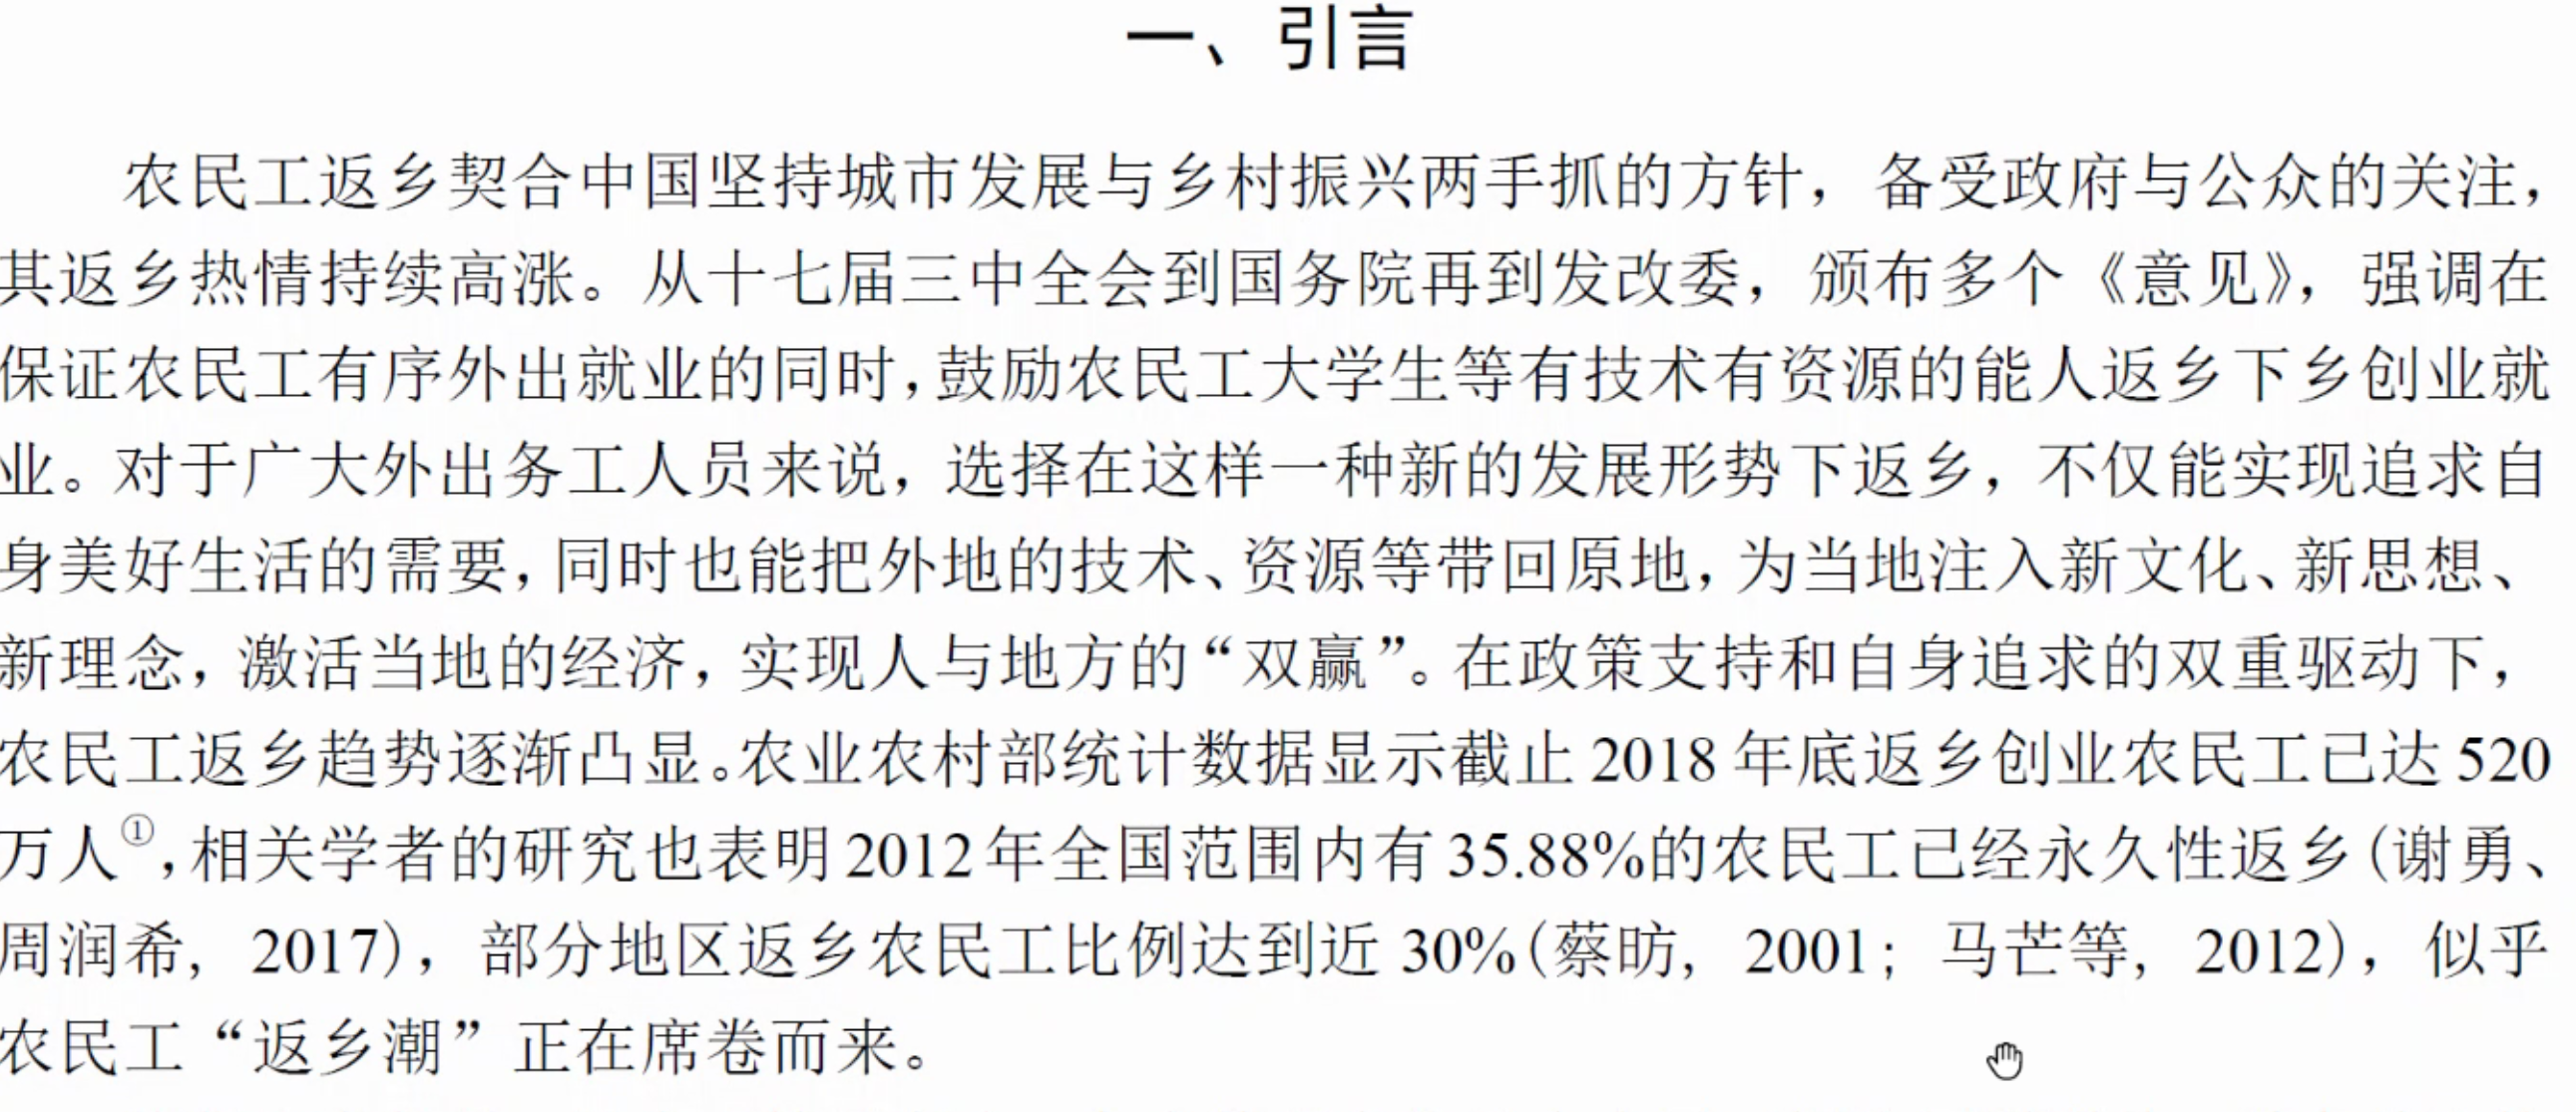 一、引言
农民工返乡契合中国坚持城市发展与乡村振兴两手抓的方针，备受政府与公众的关注，
其返乡热情持续高涨。从十七届三中全会到国务院再到发改委，颁布多个《意见》，强调在
保证农民工有序外出就业的同时，鼓励农民工大学生等有技术有资源的能人返乡下乡创业就
业。对于广大外出务工人员来说，选择在这样一种新的发展形势下返乡，不仅能实现追求自
身美好生活的需要，同时也能把外地的技术、资源等带回原地，为当地注入新文化、新思想、
新理念，激活当地的经济，实现人与地方的“双赢”。在政策支持和自身追求的双重驱动下，
农民工返乡趋势逐渐凸显。农业农村部统计数据显示截止 2018 年底返乡创业农民工已达 520
万人①，相关学者的研究也表明 2012 年全国范围内有 35.88%的农民工已经永久性返乡（谢勇、
周润希，2017），部分地区返乡农民工比例达到近 30%（蔡昉，2001；马芒等，2012），似乎
农民工“返乡潮”正在席卷而来。